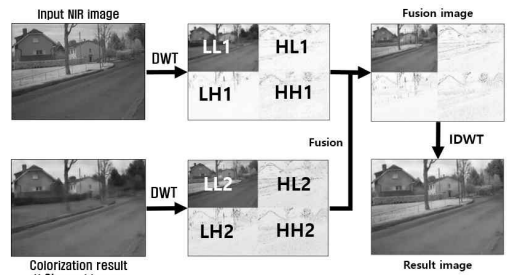 Input NIR image
Fusion image
DWT
LL1
HL1
LH1
HH1
Fusion
IDWT
DWT
LL2
HL2
LH2
HH2
Colorization result
Result image